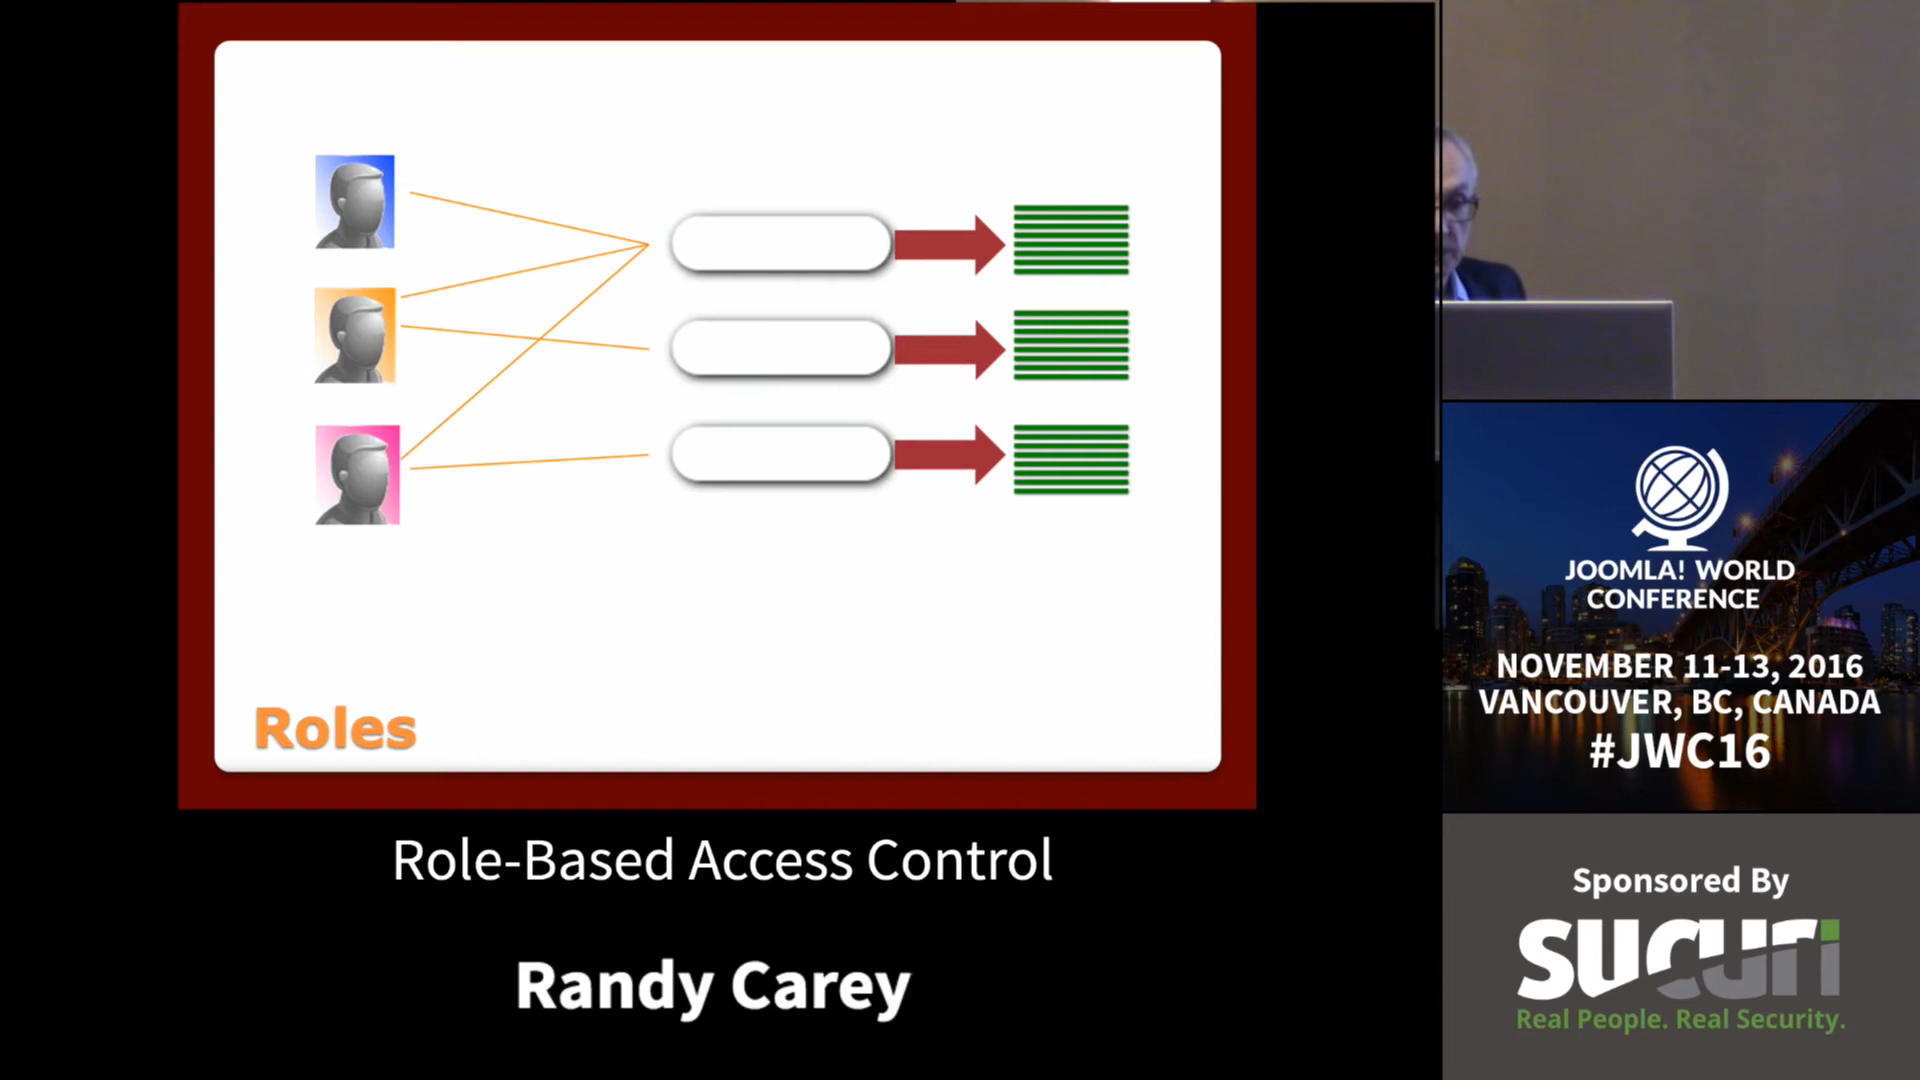 Roles
Role-Based Access Control
Randy Carey
JOOMLA! WORLD
CONFERENCE
NOVEMBER 11-13, 2016
VANCOUVER, BC, CANADA
#JWC16
Sponsored By
SUCURi
Real People. Real Security.